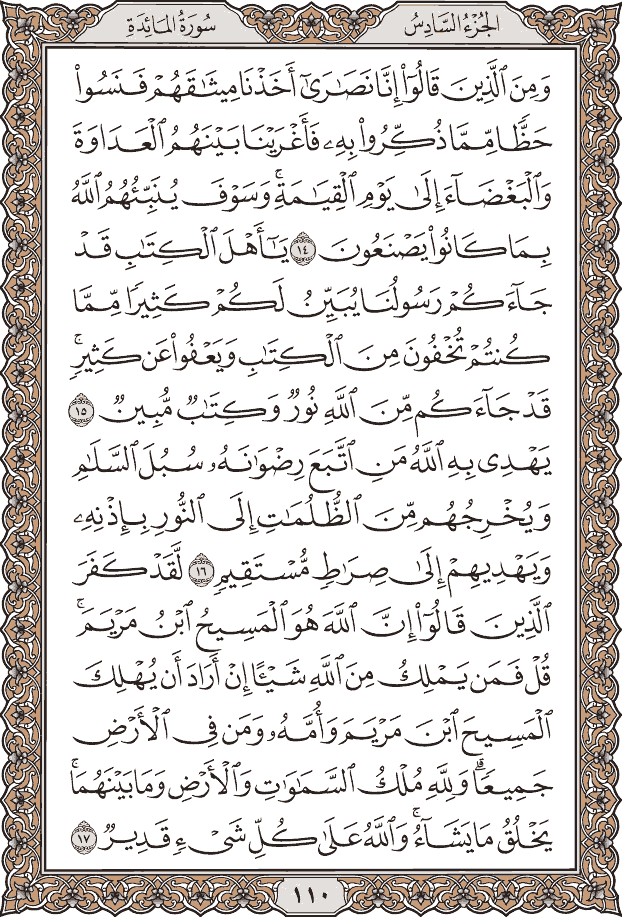 الجُزْءُ السَّادِسُ
سُورَةُ المَائِدَةِ
وَمِنَ ٱلَّذِينَ قَالُوٓاْ إِنَّا نَصَٰرَىٰٓ أَخَذْنَا مِيثَٰقَهُمْ فَنَسُواْ
حَظًّا مِّمَّا ذُكِّرُواْ بِهِۦ فَأَغْرَيْنَا بَيْنَهُمُ ٱلْعَدَاوَةَ
وَٱلْبَغْضَآءَ إِلَىٰ يَوْمِ ٱلْقِيَٰمَةِۚ وَسَوْفَ يُنَبِّئُهُمُ ٱللَّهُ
بِمَا كَانُواْ يَصْنَعُونَ ١٤ يَٰٓأَهْلَ ٱلْكِتَٰبِ قَدْ
جَآءَكُمْ رَسُولُنَا يُبَيِّنُ لَكُمْ كَثِيرًا مِّمَّا
كُنتُمْ تُخْفُونَ مِنَ ٱلْكِتَٰبِ وَيَعْفُواْ عَن كَثِيرٍۚ
قَدْ جَآءَكُم مِّنَ ٱللَّهِ نُورٌ وَكِتَٰبٌ مُّبِينٌ ١٥
يَهْدِى بِهِ ٱللَّهُ مَنِ ٱتَّبَعَ رِضْوَٰنَهُۥ سُبُلَ ٱلسَّلَٰمِ
وَيُخْرِجُهُم مِّنَ ٱلظُّلُمَٰتِ إِلَى ٱلنُّورِ بِإِذْنِهِۦ
وَيَهْدِيهِمْ إِلَىٰ صِرَٰطٍ مُّسْتَقِيمٍ ١٦ لَّقَدْ كَفَرَ
ٱلَّذِينَ قَالُوٓاْ إِنَّ ٱللَّهَ هُوَ ٱلْمَسِيحُ ٱبْنُ مَرْيَمَۚ
قُلْ فَمَن يَمْلِكُ مِنَ ٱللَّهِ شَيْـًٔا إِنْ أَرَادَ أَن يُهْلِكَ
ٱلْمَسِيحَ ٱبْنَ مَرْيَمَ وَأُمَّهُۥ وَمَن فِى ٱلْأَرْضِ
جَمِيعًاۗ وَلِلَّهِ مُلْكُ ٱلسَّمَٰوَٰتِ وَٱلْأَرْضِ وَمَا بَيْنَهُمَاۚ
يَخْلُقُ مَا يَشَآءُۚ وَٱللَّهُ عَلَىٰ كُلِّ شَىْءٍ قَدِيرٌ ١٧
١١٠